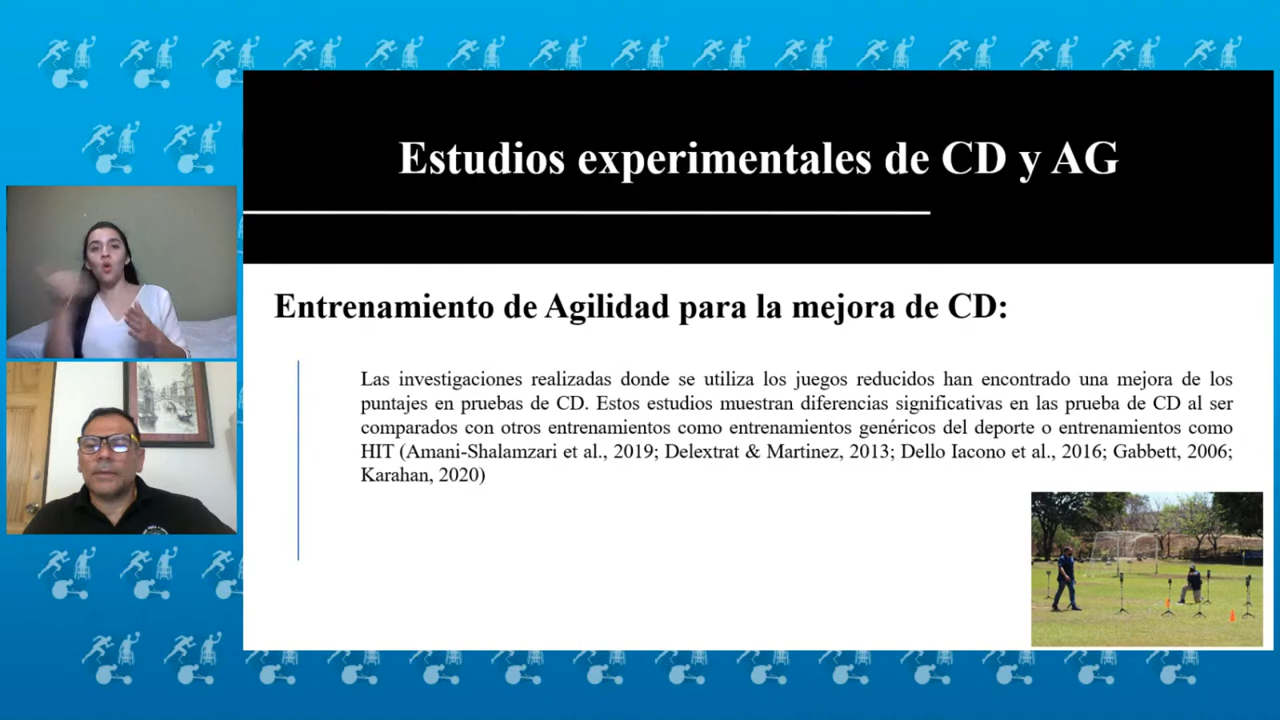 Estudios experimentales de CD y AG
Entrenamiento de Agilidad para la mejora de CD:
Las investigaciones realizadas donde se utiliza los juegos reducidos han encontrado una mejora de los
puntajes en pruebas de CD. Estos estudios muestran diferencias significativas en las prueba de CD al ser
comparados con otros entrenamientos como entrenamientos genéricos del deporte o entrenamientos como
HIT (Amani-Shalamzari et al., 2019; Delextrat & Martinez, 2013; Dello Iacono et al., 2016; Gabbett, 2006;
Karahan, 2020)